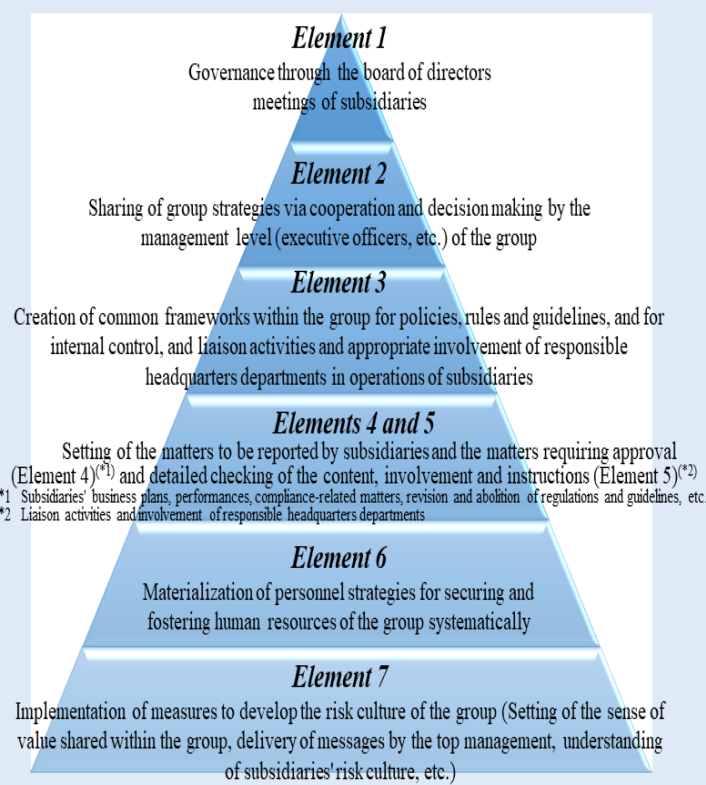 Element 1
Governance through the board of directors
meetings of subsidiaries
Element 2
Sharing of group strategies via cooperation and decision making by the
management level (executive officers, etc.) of the group
Element 3
Creation of common frameworks within the group for policies, rules and guidelines, and for
internal control, and liaison activities and appropriate involvement of responsible
headquarters departments in operations of subsidiaries
Elements 4 and 5
Setting of the matters to be reported by subsidiaries and the matters requiring approval
(Element 4)(*1) and detailed checking of the content, involvement and instructions (Element 5)(*2)
*1 Subsidiaries' business plans, performances, compliance-related matters, revision and abolition of regulations and guidelines, etc.
*2 Liaison activities and involvement of responsible headquarters departments
Element 6
Materialization of personnel strategies for securing and
fostering human resources of the group systematically
Element 7
Implementation of measures to develop the risk culture of the group (Setting of the sense of
value shared within the group, delivery of messages by the top management, understanding
of subsidiaries' risk culture, etc.)